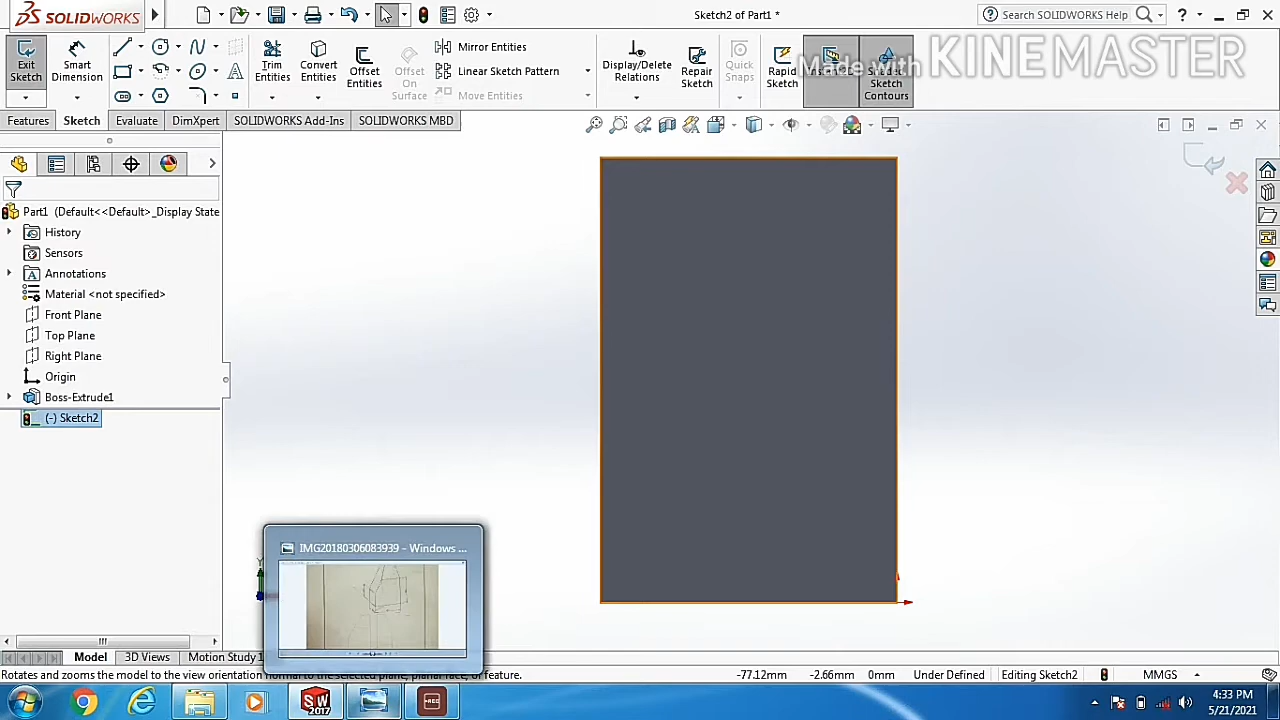 SOLIDWORKS
Sketch2 of Part1 *
Search SOLIDWORKS Help
Exit Sketch
Smart Dimension
Trim Entities
Convert Entities
Offset Entities
Offset On Surface
Mirror Entities
Linear Sketch Pattern
Move Entities
Display/Delete Relations
Repair Sketch
Quick Snaps
Rapid Sketch
Sketch Contours
Made with KINEMASTER
Features
Sketch
Evaluate
DimXpert
SOLIDWORKS Add-Ins
SOLIDWORKS MBD
Part1 (Default<<Default>_Display State
History
Sensors
Annotations
Material <not specified>
Front Plane
Top Plane
Right Plane
Origin
Boss-Extrude1
(-) Sketch2
IMG20180306083939 - Windows ...
Y
Model
3D Views
Motion Study 1
Rotates and zooms the model to the view orientation normal to the selected plane, planar face, or feature.
-77.12mm
-2.66mm
0mm
Under Defined
Editing Sketch2
MMGS
SW
2017
REC
4:33 PM
5/21/2021